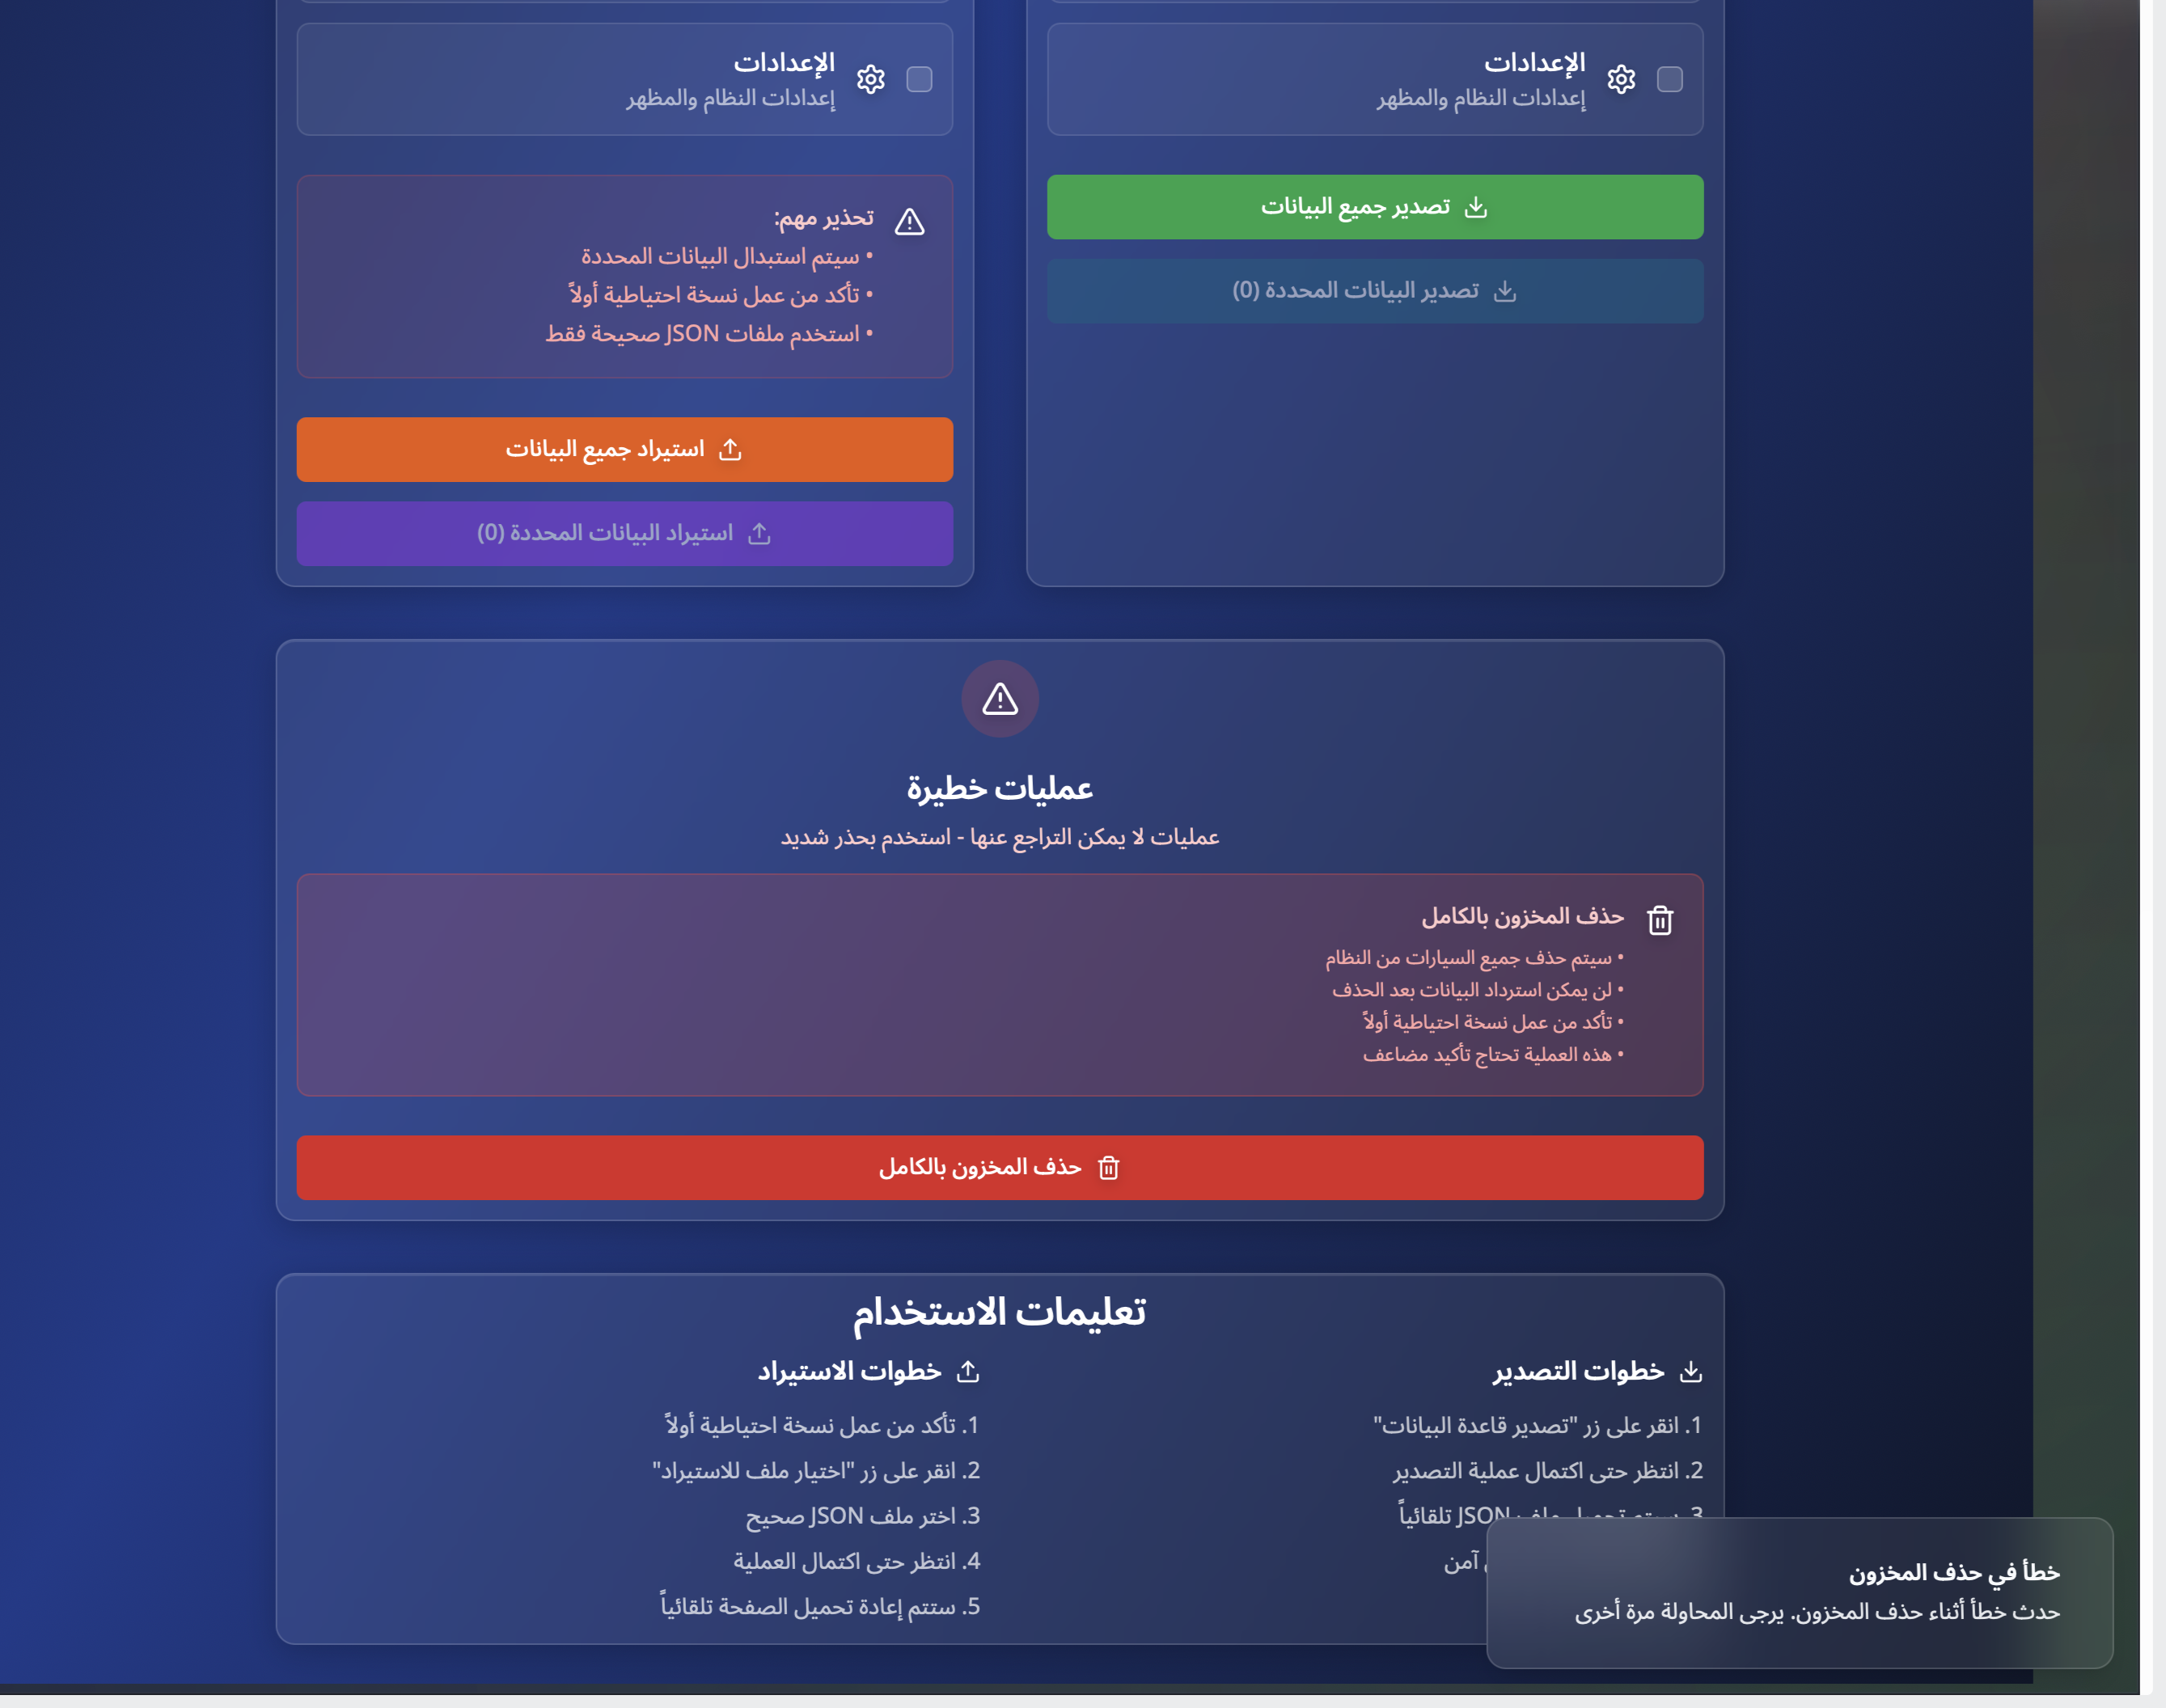 الإعدادات
إعدادات النظام والمظهر
تصدير جميع البيانات
تصدير البيانات المحددة (0)
الإعدادات
إعدادات النظام والمظهر
تحذير مهم:
• سيتم استبدال البيانات المحددة
• تأكد من عمل نسخة احتياطية أولاً
• استخدم ملفات JSON صحيحة فقط
استيراد جميع البيانات
استيراد البيانات المحددة (0)
عمليات خطيرة
عمليات لا يمكن التراجع عنها - استخدم بحذر شديد
حذف المخزون بالكامل
• سيتم حذف جميع السيارات من النظام
• لن يمكن استرداد البيانات بعد الحذف
• تأكد من عمل نسخة احتياطية أولاً
• هذه العملية تحتاج تأكيد مضاعف
حذف المخزون بالكامل
تعليمات الاستخدام
خطوات التصدير
1. انقر على زر "تصدير قاعدة البيانات"
2. انتظر حتى اكتمال عملية التصدير
3. سيتم تحميل ملف JSON تلقائياً
آمن
خطوات الاستيراد
1. تأكد من عمل نسخة احتياطية أولاً
2. انقر على زر "اختيار ملف للاستيراد"
3. اختر ملف JSON صحيح
4. انتظر حتى اكتمال العملية
5. ستتم إعادة تحميل الصفحة تلقائياً
خطأ في حذف المخزون
حدث خطأ أثناء حذف المخزون. يرجى المحاولة مرة أخرى